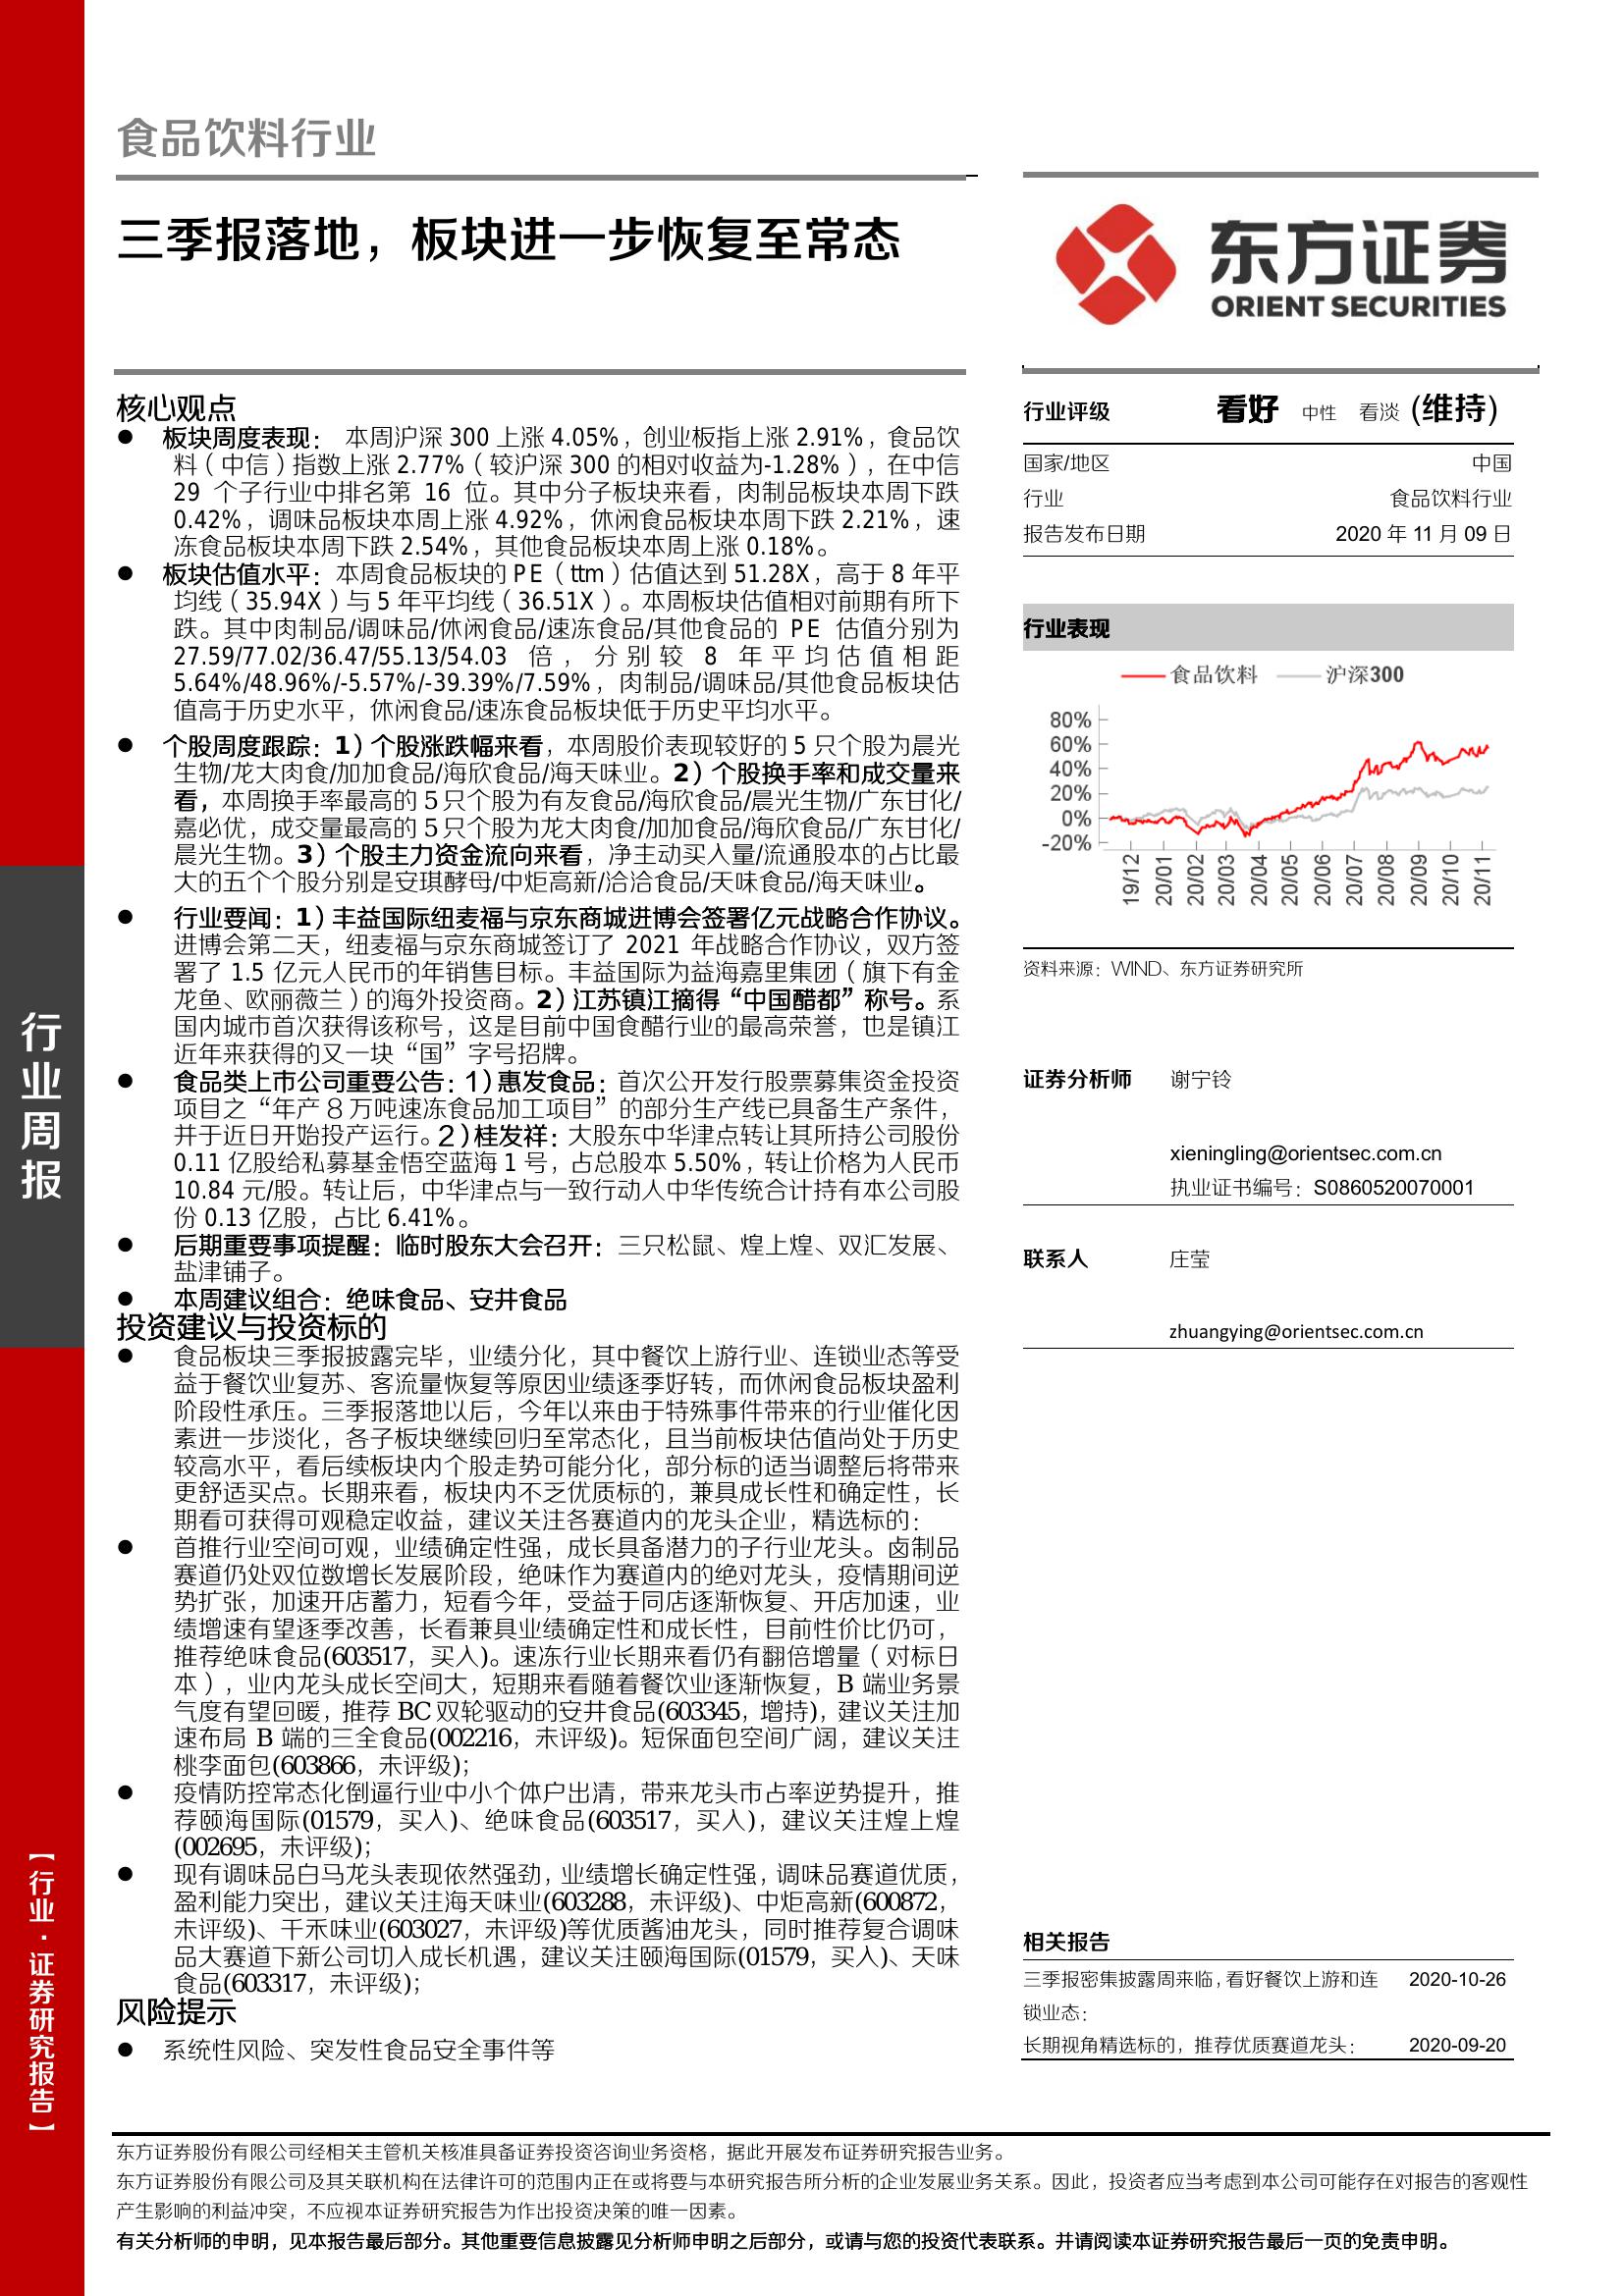 食品饮料行业
三季报落地，板块进一步恢复至常态
东方证券
ORIENT SECURITIES
核心观点
● 板块周度表现： 本周沪深 300 上涨 4.05%，创业板指上涨 2.91%，食品饮
料（中信）指数上涨 2.77%（较沪深 300 的相对收益为-1.28%），在中信
29 个子行业中排名第 16 位。其中分子板块来看，肉制品板块本周下跌
0.42%，调味品板块本周上涨 4.92%，休闲食品板块本周下跌 2.21%，速
冻食品板块本周下跌 2.54%，其他食品板块本周上涨 0.18%。
● 板块估值水平：本周食品板块的 PE（ttm）估值达到 51.28X，高于 8 年平
均线（35.94X）与 5 年平均线（36.51X）。本周板块估值相对前期有所下
跌。其中肉制品/调味品/休闲食品/速冻食品/其他食品的 PE 估值分别为
27.59/77.02/36.47/55.13/54.03 倍，分别较 8 年平均估值相距
5.64%/48.96%/-5.57%/-39.39%/7.59%，肉制品/调味品/其他食品板块估
值高于历史水平，休闲食品/速冻食品板块低于历史平均水平。
● 个股周度跟踪：1）个股涨跌幅来看，本周股价表现较好的 5 只个股为晨光
生物/龙大肉食/加加食品/海欣食品/海天味业。2）个股换手率和成交量来
看，本周换手率最高的 5 只个股为有友食品/海欣食品/晨光生物/广东甘化/
嘉必优，成交量最高的 5 只个股为龙大肉食/加加食品/海欣食品/广东甘化/
晨光生物。3）个股主力资金流向来看，净主动买入量/流通股本的占比最
大的五个个股分别是安琪酵母/中炬高新/洽洽食品/天味食品/海天味业。
● 行业要闻：1）丰益国际纽麦福与京东商城进博会签署亿元战略合作协议。
进博会第二天，纽麦福与京东商城签订了 2021 年战略合作协议，双方签
署了 1.5 亿元人民币的年销售目标。丰益国际为益海嘉里集团（旗下有金
龙鱼、欧丽薇兰）的海外投资商。2）江苏镇江摘得“中国醋都”称号。系
国内城市首次获得该称号，这是目前中国食醋行业的最高荣誉，也是镇江
近年来获得的又一块“国”字号招牌。
● 食品类上市公司重要公告：1）惠发食品：首次公开发行股票募集资金投资
项目之“年产 8 万吨速冻食品加工项目”的部分生产线已具备生产条件，
并于近日开始投产运行。2）桂发祥：大股东中华津点转让其所持公司股份
0.11 亿股给私募基金悟空蓝海 1 号，占总股本 5.50%，转让价格为人民币
10.84 元/股。转让后，中华津点与一致行动人中华传统合计持有本公司股
份 0.13 亿股，占比 6.41%。
● 后期重要事项提醒：临时股东大会召开：三只松鼠、煌上煌、双汇发展、
盐津铺子。
● 本周建议组合：绝味食品、安井食品
投资建议与投资标的
● 食品板块三季报披露完毕，业绩分化，其中餐饮上游行业、连锁业态等受
益于餐饮业复苏、客流量恢复等原因业绩逐季好转，而休闲食品板块盈利
阶段性承压。三季报落地以后，今年以来由于特殊事件带来的行业催化因
素进一步淡化，各子板块继续回归至常态化，且当前板块估值尚处于历史
较高水平，看后续板块内个股走势可能分化，部分标的适当调整后将带来
更舒适买点。长期来看，板块内不乏优质标的，兼具成长性和确定性，长
期看可获得可观稳定收益，建议关注各赛道内的龙头企业，精选标的：
● 首推行业空间可观，业绩确定性强，成长具备潜力的子行业龙头。卤制品
赛道仍处双位数增长发展阶段，绝味作为赛道内的绝对龙头，疫情期间逆
势扩张，加速开店蓄力，短看今年，受益于同店逐渐恢复、开店加速，业
绩增速有望逐季改善，长看兼具业绩确定性和成长性，目前性价比仍可，
推荐绝味食品(603517，买入)。速冻行业长期来看仍有翻倍增量（对标日
本），业内龙头成长空间大，短期来看随着餐饮业逐渐恢复，B 端业务景
气度有望回暖，推荐 BC 双轮驱动的安井食品(603345，增持)，建议关注加
速布局 B 端的三全食品(002216，未评级)。短保面包空间广阔，建议关注
桃李面包(603866，未评级)；
● 疫情防控常态化倒逼行业中小个体户出清，带来龙头市占率逆势提升，推
荐颐海国际(01579，买入)、绝味食品(603517，买入)，建议关注煌上煌
(002695，未评级)；
● 现有调味品白马龙头表现依然强劲，业绩增长确定性强，调味品赛道优质，
盈利能力突出，建议关注海天味业(603288，未评级)、中炬高新(600872，
未评级)、千禾味业(603027，未评级)等优质酱油龙头，同时推荐复合调味
品大赛道下新公司切入成长机遇，建议关注颐海国际(01579，买入)、天味
食品(603317，未评级)；
风险提示
● 系统性风险、突发性食品安全事件等
行业评级 看好 中性 看淡 (维持)
国家/地区 中国
行业 食品饮料行业
报告发布日期 2020 年 11 月 09 日
行业表现
食品饮料 沪深300
80%
60%
40%
20%
0%
-20%
19/12 20/01 20/02 20/03 20/04 20/05 20/06 20/07 20/08 20/09 20/10 20/11
资料来源：WIND、东方证券研究所
证券分析师 谢宁铃
xieningling@orientsec.com.cn
执业证书编号：S0860520070001
联系人 庄莹
zhuangying@orientsec.com.cn
相关报告
三季报密集披露周来临，看好餐饮上游和连 2020-10-26
锁业态：
长期视角精选标的，推荐优质赛道龙头： 2020-09-20
行业周报
【行业·证券研究报告】
东方证券股份有限公司经相关主管机关核准具备证券投资咨询业务资格，据此开展发布证券研究报告业务。
东方证券股份有限公司及其关联机构在法律许可的范围内正在或将要与本研究报告所分析的企业发展业务关系。因此，投资者应当考虑到本公司可能存在对报告的客观性
产生影响的利益冲突，不应视本证券研究报告为作出投资决策的唯一因素。
有关分析师的申明，见本报告最后部分。其他重要信息披露见分析师申明之后部分，或请与您的投资代表联系。并请阅读本证券研究报告最后一页的免责申明。